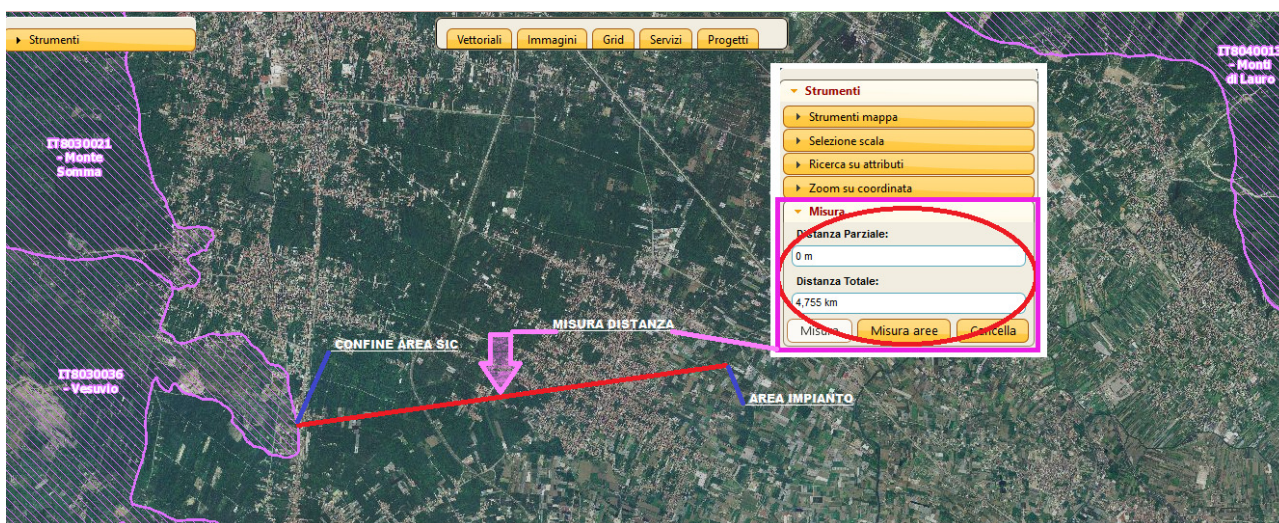 Strumenti
Vettoriali Immagini Grid Servizi Progetti
IT8040013
- Monti
di Lauro
Strumenti
Strumenti mappa
Selezione scala
Ricerca su attributi
Zoom su coordinata
Misura
Distanza Parziale:
0 m
Distanza Totale:
4,755 km
Misura Misura aree Cancella
IT8030021
- Monte
Somma
MISURA DISTANZA
CONFINE AREA SIC
IT8030036
- Vesuvio
AREA IMPIANTO